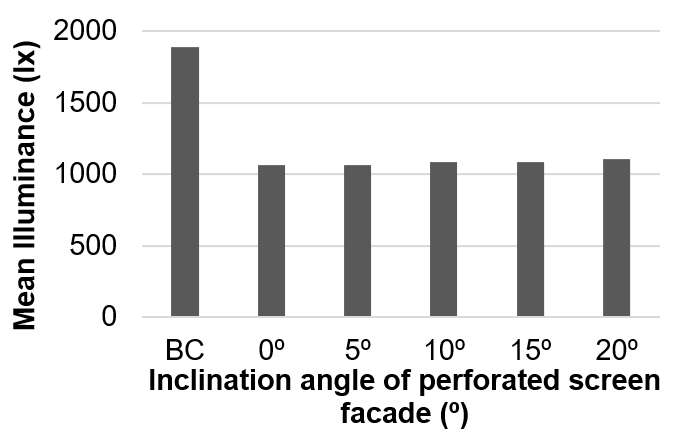 2000
1500
1000
500
0
Mean Illuminance (lx)
BC 0º 5º 10º 15º 20º
Inclination angle of perforated screen
facade (º)